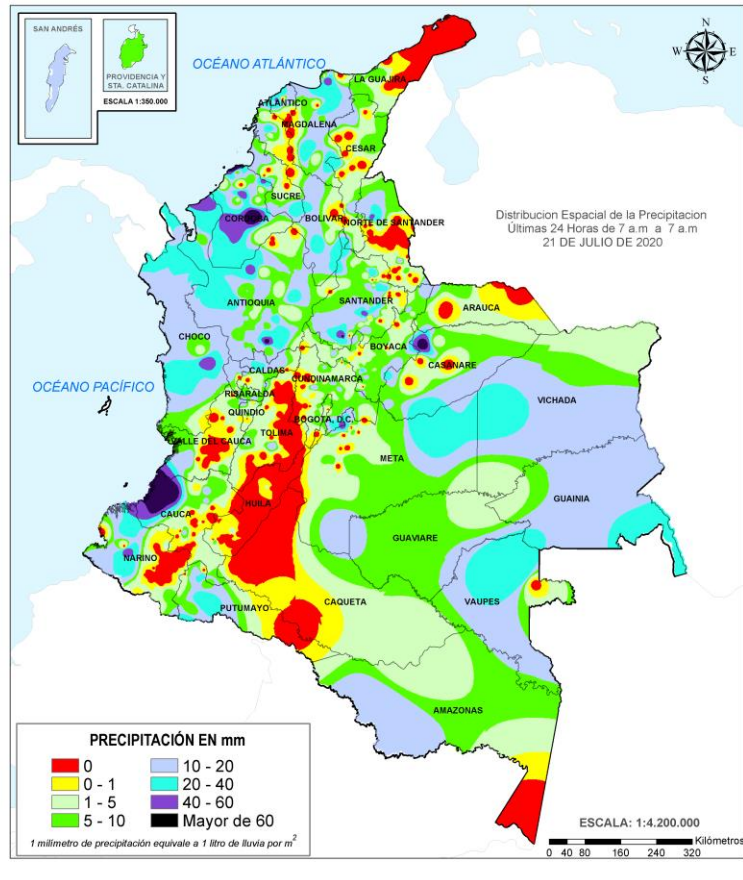 SAN ANDRÉS
PROVIDENCIA Y
STA. CATALINA
ESCALA 1:350.000
OCÉANO ATLÁNTICO
N
W
E
S
LA GUAJIRA
ATLÁNTICO
MAGDALENA
CESAR
SUCRE
CORDOBA
BOLIVAR
NORTE DE SANTANDER
Distribucion Espacial de la Precipitacion
Últimas 24 Horas de 7 a.m a 7 a.m
21 DE JULIO DE 2020
ANTIOQUIA
SANTANDER
ARAUCA
CHOCO
BOYACA
CASANARE
OCÉANO PACÍFICO
CALDAS
CUNDINAMARCA
RISARALDA
VICHADA
QUINDIO
BOGOTA, D.C.
TOLIMA
VALLE DEL CAUCA
META
GUAINIA
HUILA
CAUCA
GUAVIARE
NARIÑO
CAQUETA
VAUPES
PUTUMAYO
AMAZONAS
PRECIPITACIÓN EN mm
0
10 - 20
0 - 1
20 - 40
1 - 5
40 - 60
5 - 10
Mayor de 60
1 milímetro de precipitación equivale a 1 litro de lluvia por m²
ESCALA: 1:4.200.000
Kilómetros
0 40 80 160 240 320